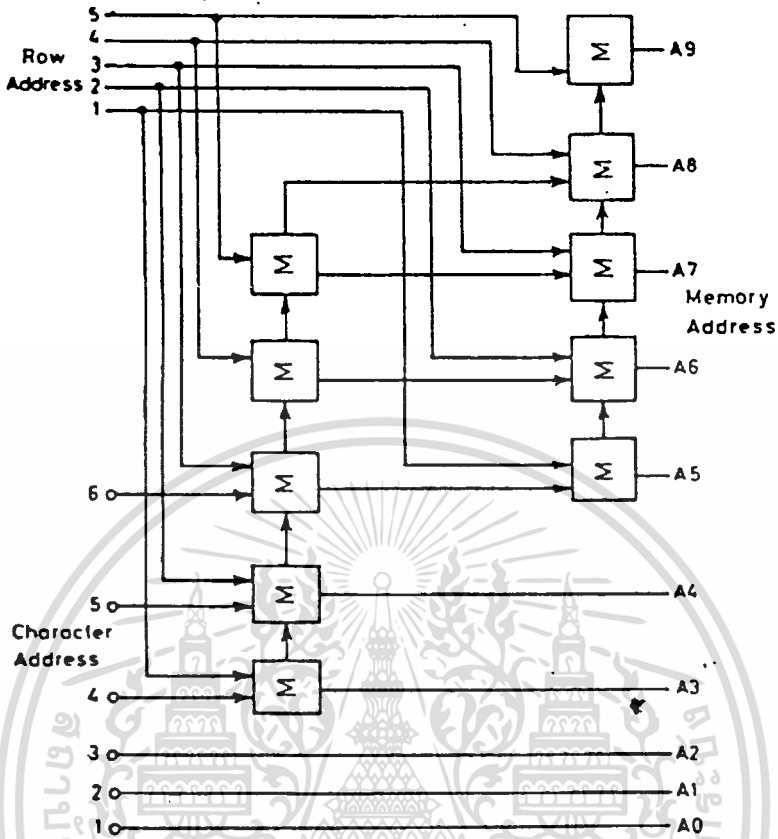 5
4
Row
Address
3
2
1
Σ
A9
Σ
A8
Σ
Σ
A7
Memory
Address
Σ
Σ
A6
6
Σ
Σ
A5
5
Σ
A4
Character
Address
4
Σ
A3
3
A2
2
A1
1
A0